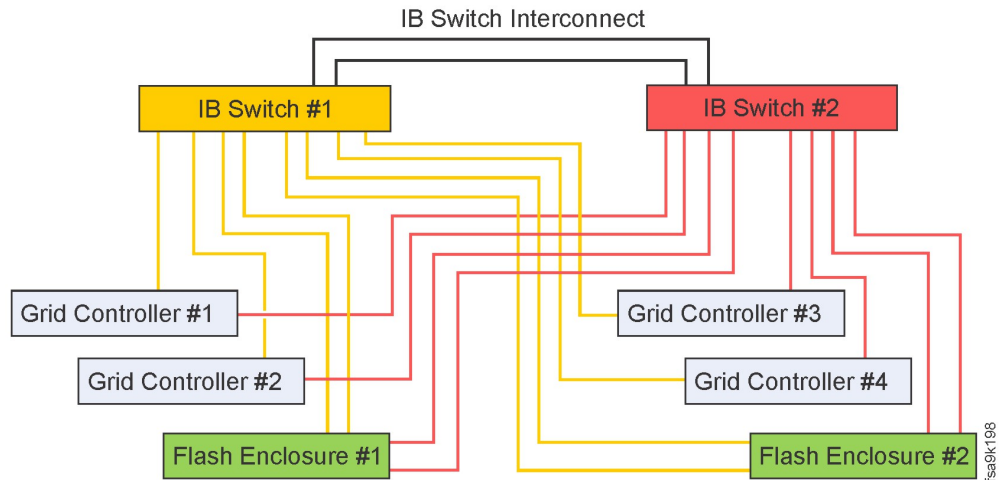 IB Switch Interconnect
IB Switch #1
IB Switch #2
Grid Controller #1
Grid Controller #3
Grid Controller #2
Grid Controller #4
Flash Enclosure #1
Flash Enclosure #2
fsa9k198